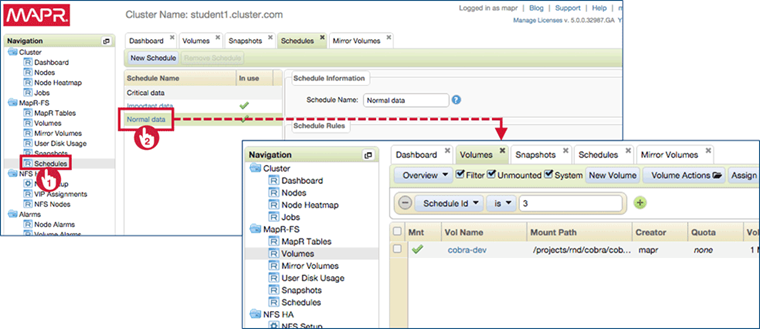 MAPR
Cluster Name: student1.cluster.com
Logged in as mapr | Blog | Support | Help |
Manage Licenses v. 5.0.0.32987.GA
Navigation
Cluster
Dashboard
Nodes
Node Heatmap
Jobs
MapR-FS
MapR Tables
Volumes
Mirror Volumes
User Disk Usage
Snapshots
Schedules
1
NFS HA
Setup
VIP Assignments
NFS Nodes
Alarms
Node Alarms
Volume Alarms
Dashboard Volumes Snapshots Schedules Mirror Volumes
New Schedule Remove Schedule
Schedule Name In use
Critical data
Important data
Normal data
2
Schedule Information
Schedule Name: Normal data ?
Schedule Rules
Navigation
Cluster
Dashboard
Nodes
Node Heatmap
Jobs
MapR-FS
MapR Tables
Volumes
Mirror Volumes
User Disk Usage
Snapshots
Schedules
NFS HA
NFS Setup
Dashboard Volumes Snapshots Schedules Mirror Volumes
Overview Filter Unmounted System New Volume Volume Actions Assign
Schedule Id is 3
Mnt Vol Name Mount Path Creator Quota Vol
cobra-dev /projects/rnd/cobra/cob... mapr none 1 M